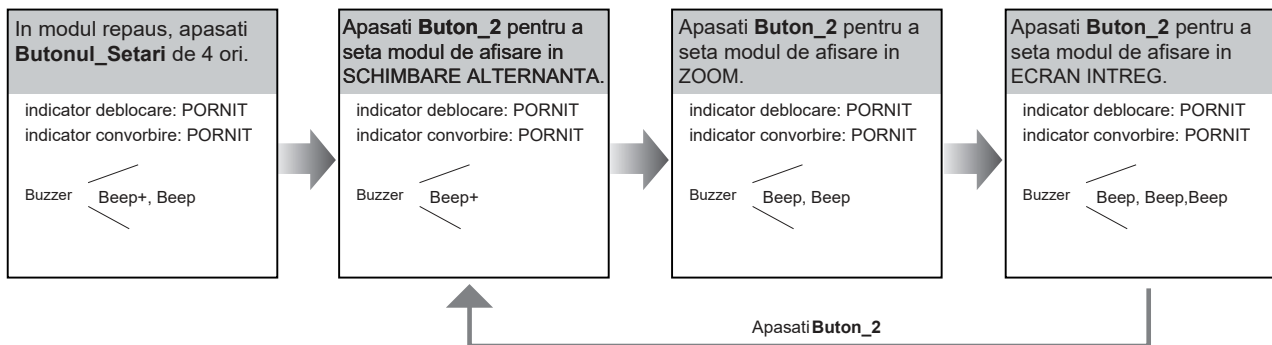 In modul repaus, apasati
Butonul_Setari de 4 ori.
indicator deblocare: PORNIT
indicator convorbire: PORNIT
Buzzer
Beep+, Beep
Apasati Buton_2 pentru a
seta modul de afisare in
SCHIMBARE ALTERNANTA.
indicator deblocare: PORNIT
indicator convorbire: PORNIT
Buzzer
Beep+
Apasati Buton_2 pentru a
seta modul de afisare in
ZOOM.
indicator deblocare: PORNIT
indicator convorbire: PORNIT
Buzzer
Beep, Beep
Apasati Buton_2 pentru a
seta modul de afisare in
ECRAN INTREG.
indicator deblocare: PORNIT
indicator convorbire: PORNIT
Buzzer
Beep, Beep,Beep
ApasatiButon_2